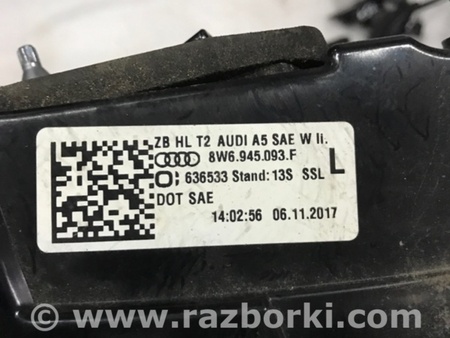 ZB HL T2 AUDI A5 SAE W li.
8W6.945.093.F
L
636533 Stand: 13S SSL
DOT SAE
14:02:56 06.11.2017
© www.razborki.com